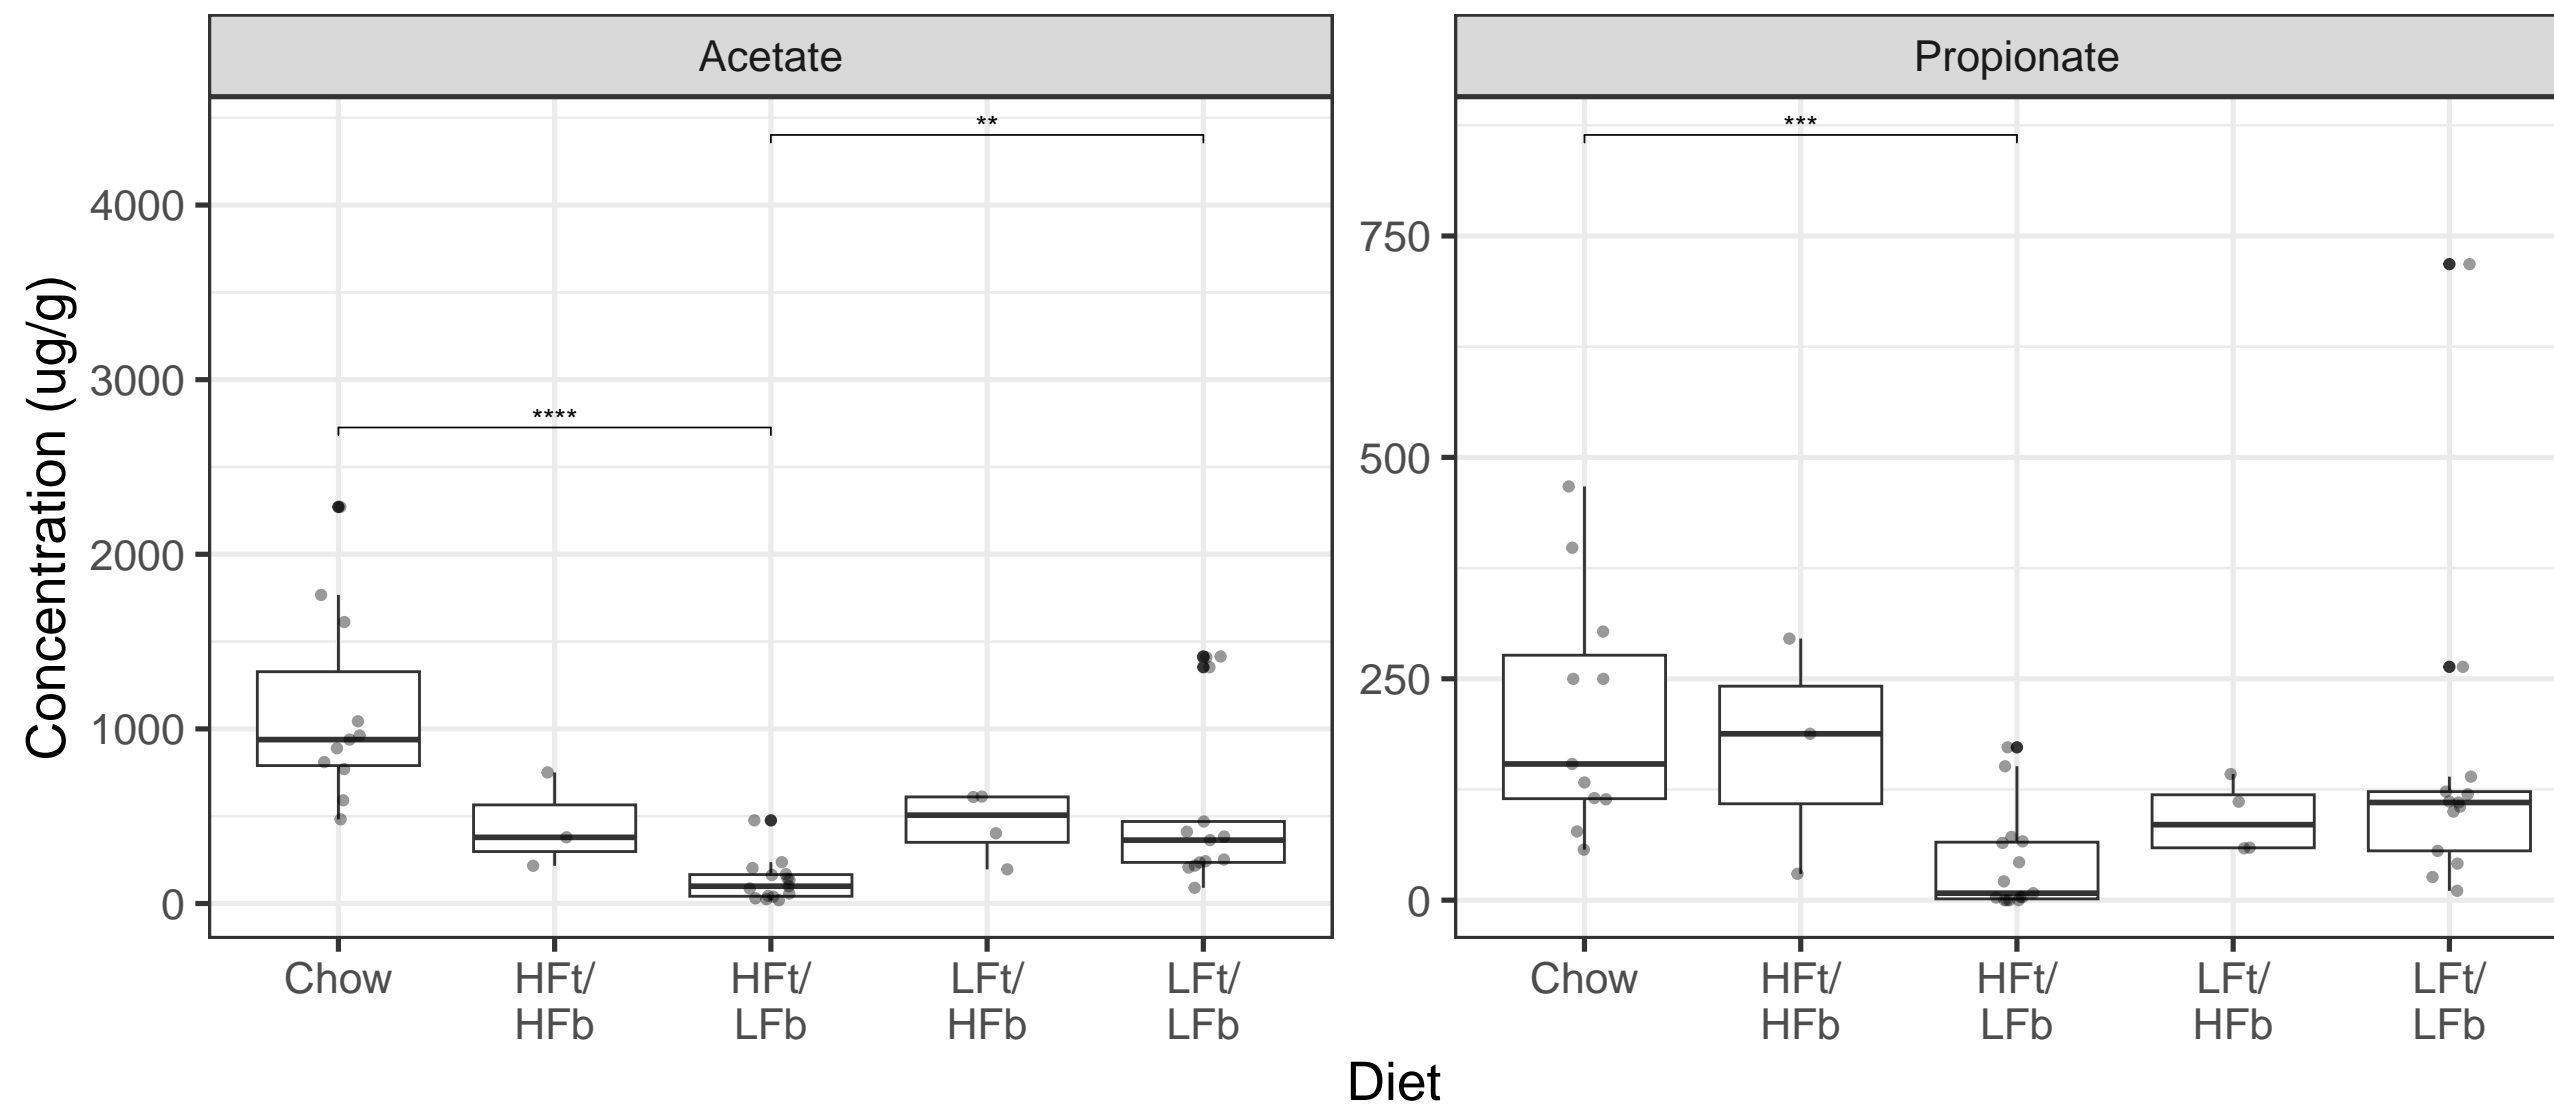 Acetate
Propionate
Concentration (ug/g)
4000
3000
2000
1000
0
**
****
750
500
250
0
***
Chow
HFt/
HFb
HFt/
LFb
LFt/
HFb
LFt/
LFb
Chow
HFt/
HFb
HFt/
LFb
LFt/
HFb
LFt/
LFb
Diet